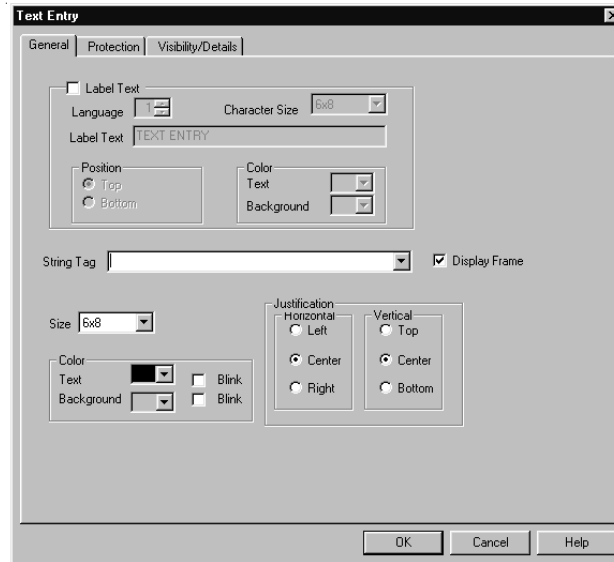 Text Entry
General Protection Visibility/Details
Label Text
Language 1 Character Size 6x8
Label Text TEXT ENTRY
Position Color
Top Text
Bottom Background
String Tag Display Frame
Justification
Horizontal Vertical
Size 6x8 Left Top
Color Center Center
Text Blink
Background Blink Right Bottom
OK Cancel Help